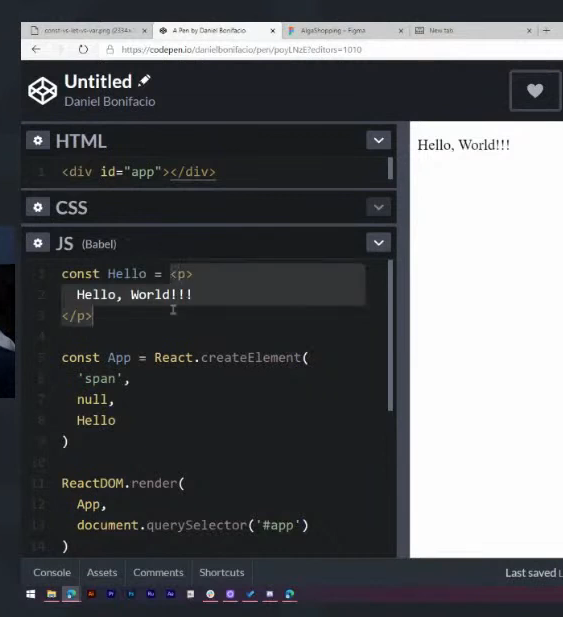 const-vs-let-vs-var.png (2334×
A Pen by Daniel Bonifacio
AlgaShopping – Figma
New tab
https://codepen.io/danielbonifacio/pen/poyLNzE?editors=1010
Untitled
Daniel Bonifacio
HTML
1 <div id="app"></div>
CSS
JS (Babel)
1 const Hello = <p>
2 Hello, World!!!
3 </p>
4
5 const App = React.createElement(
6 'span',
7 null,
8 Hello
9 )
10
11 ReactDOM.render(
12 App,
13 document.querySelector('#app')
14 )
Hello, World!!!
Console Assets Comments Shortcuts
Last saved